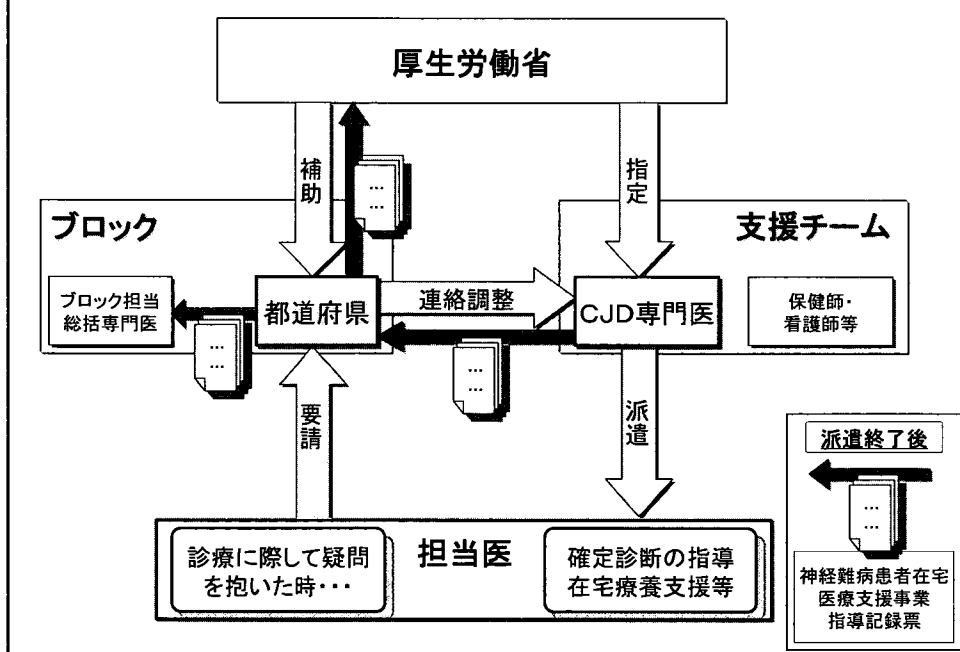 厚生労働省
補助
指定
…
…
ブロック
支援チーム
ブロック担当
総括専門医
都道府県
連絡調整
CJD専門医
保健師・
看護師等
…
…
…
…
要請
派遣
派遣終了後
…
…
担当医
診療に際して疑問
を抱いた時・・・
確定診断の指導
在宅療養支援等
神経難病患者在宅
医療支援事業
指導記録票